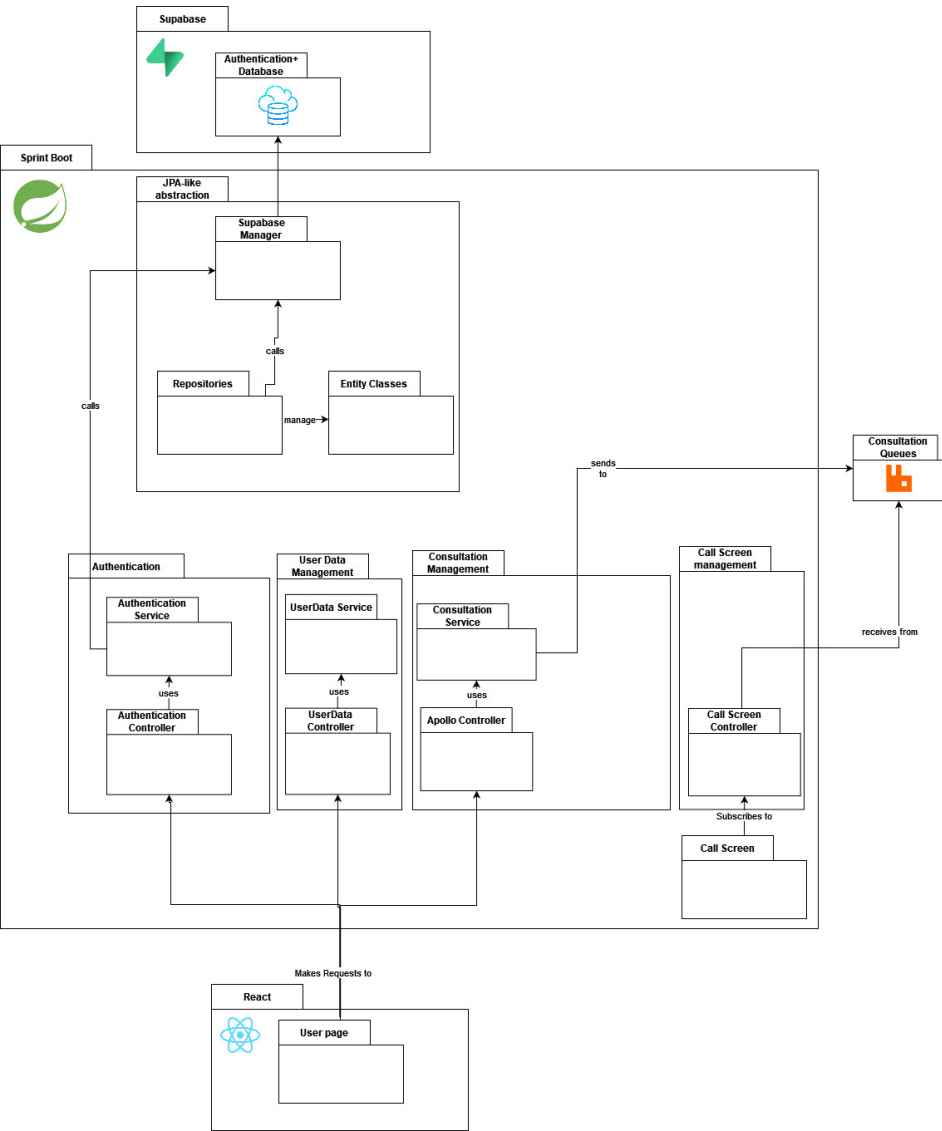 Supabase
Authentication+
Database
Sprint Boot
JPA-like
abstraction
Supabase
Manager
calls
Repositories
Entity Classes
manage
calls
Consultation
Queues
sends
to
receives from
Authentication
Authentication
Service
uses
Authentication
Controller
User Data
Management
UserData Service
uses
UserData
Controller
Consultation
Management
Consultation
Service
uses
Apollo Controller
Call Screen
management
Call Screen
Controller
Subscribes to
Call Screen
Makes Requests to
React
User page